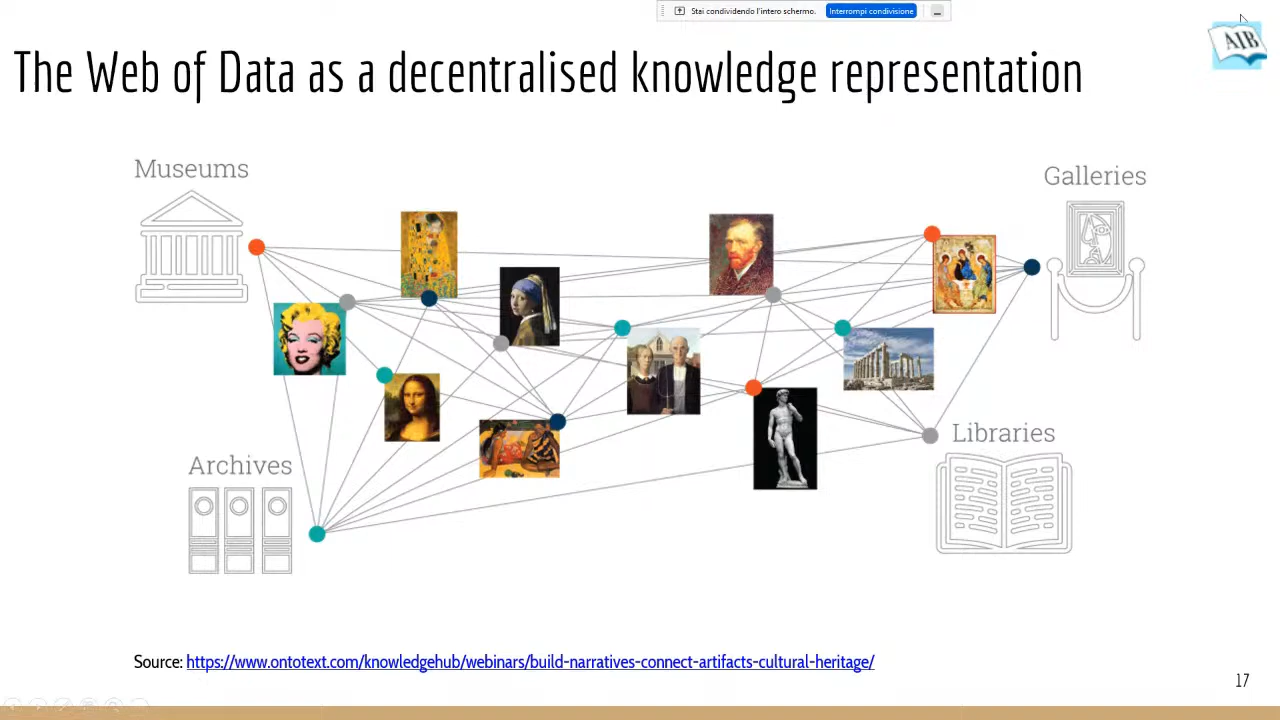 Stai condividendo l'intero schermo. Interrompi condivisione
AIB
The Web of Data as a decentralised knowledge representation
Museums
Galleries
Archives
Libraries
Source: https://www.ontotext.com/knowledgehub/webinars/build-narratives-connect-artifacts-cultural-heritage/
17